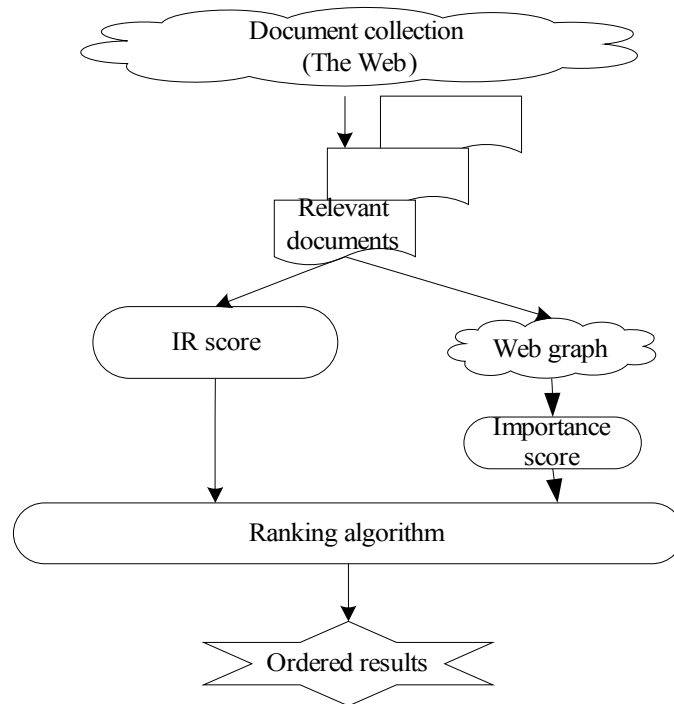 Document collection
(The Web)
Relevant
documents
IR score
Web graph
Importance
score
Ranking algorithm
Ordered results